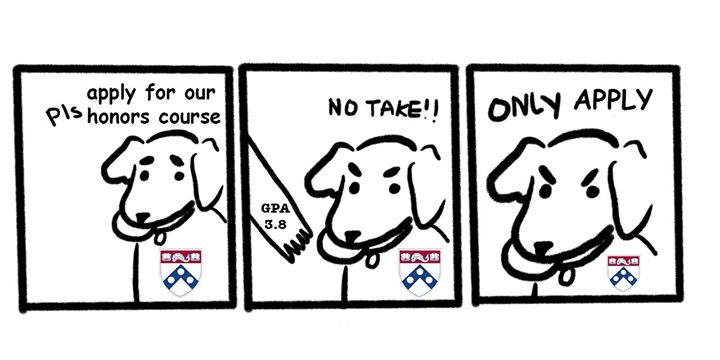 apply for our
pls honors course
GPA
3.8
NO TAKE!!
ONLY APPLY